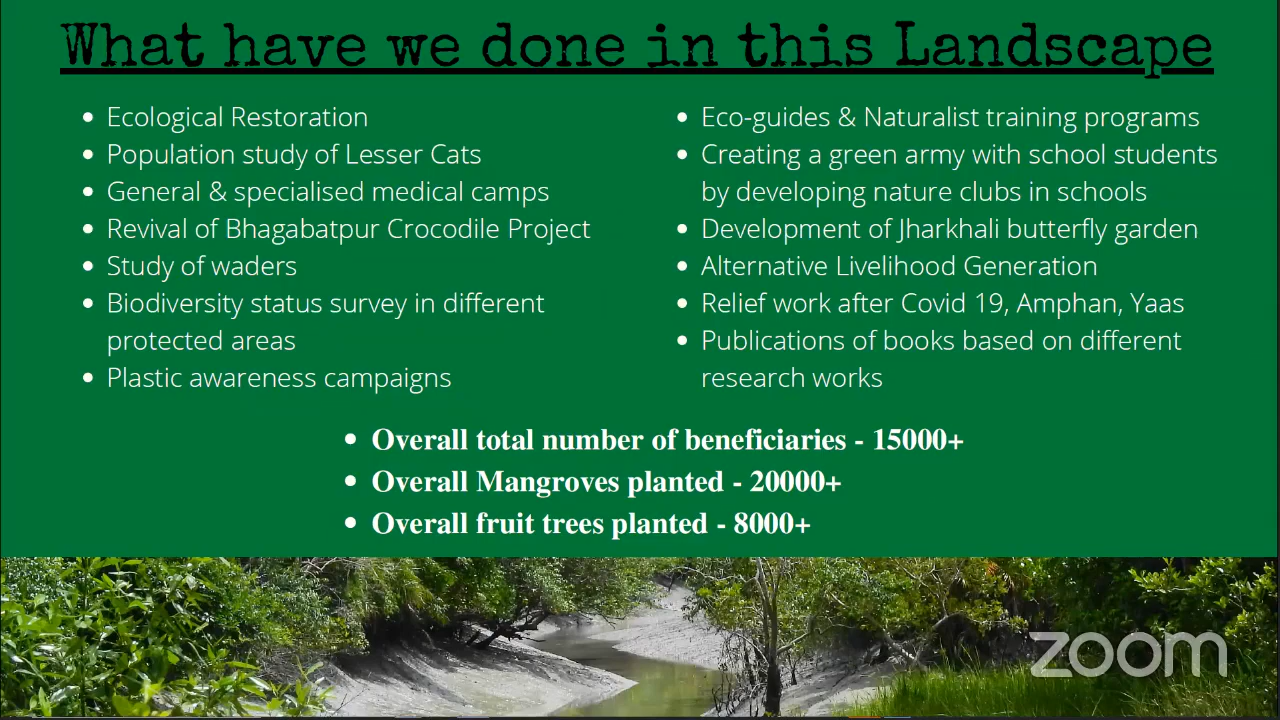 What have we done in this Landscape
Ecological Restoration
Population study of Lesser Cats
General & specialised medical camps
Revival of Bhagabatpur Crocodile Project
Study of waders
Biodiversity status survey in different
protected areas
Plastic awareness campaigns
Eco-guides & Naturalist training programs
Creating a green army with school students
by developing nature clubs in schools
Development of Jharkhali butterfly garden
Alternative Livelihood Generation
Relief work after Covid 19, Amphan, Yaas
Publications of books based on different
research works
Overall total number of beneficiaries - 15000+
Overall Mangroves planted - 20000+
Overall fruit trees planted - 8000+
zoom